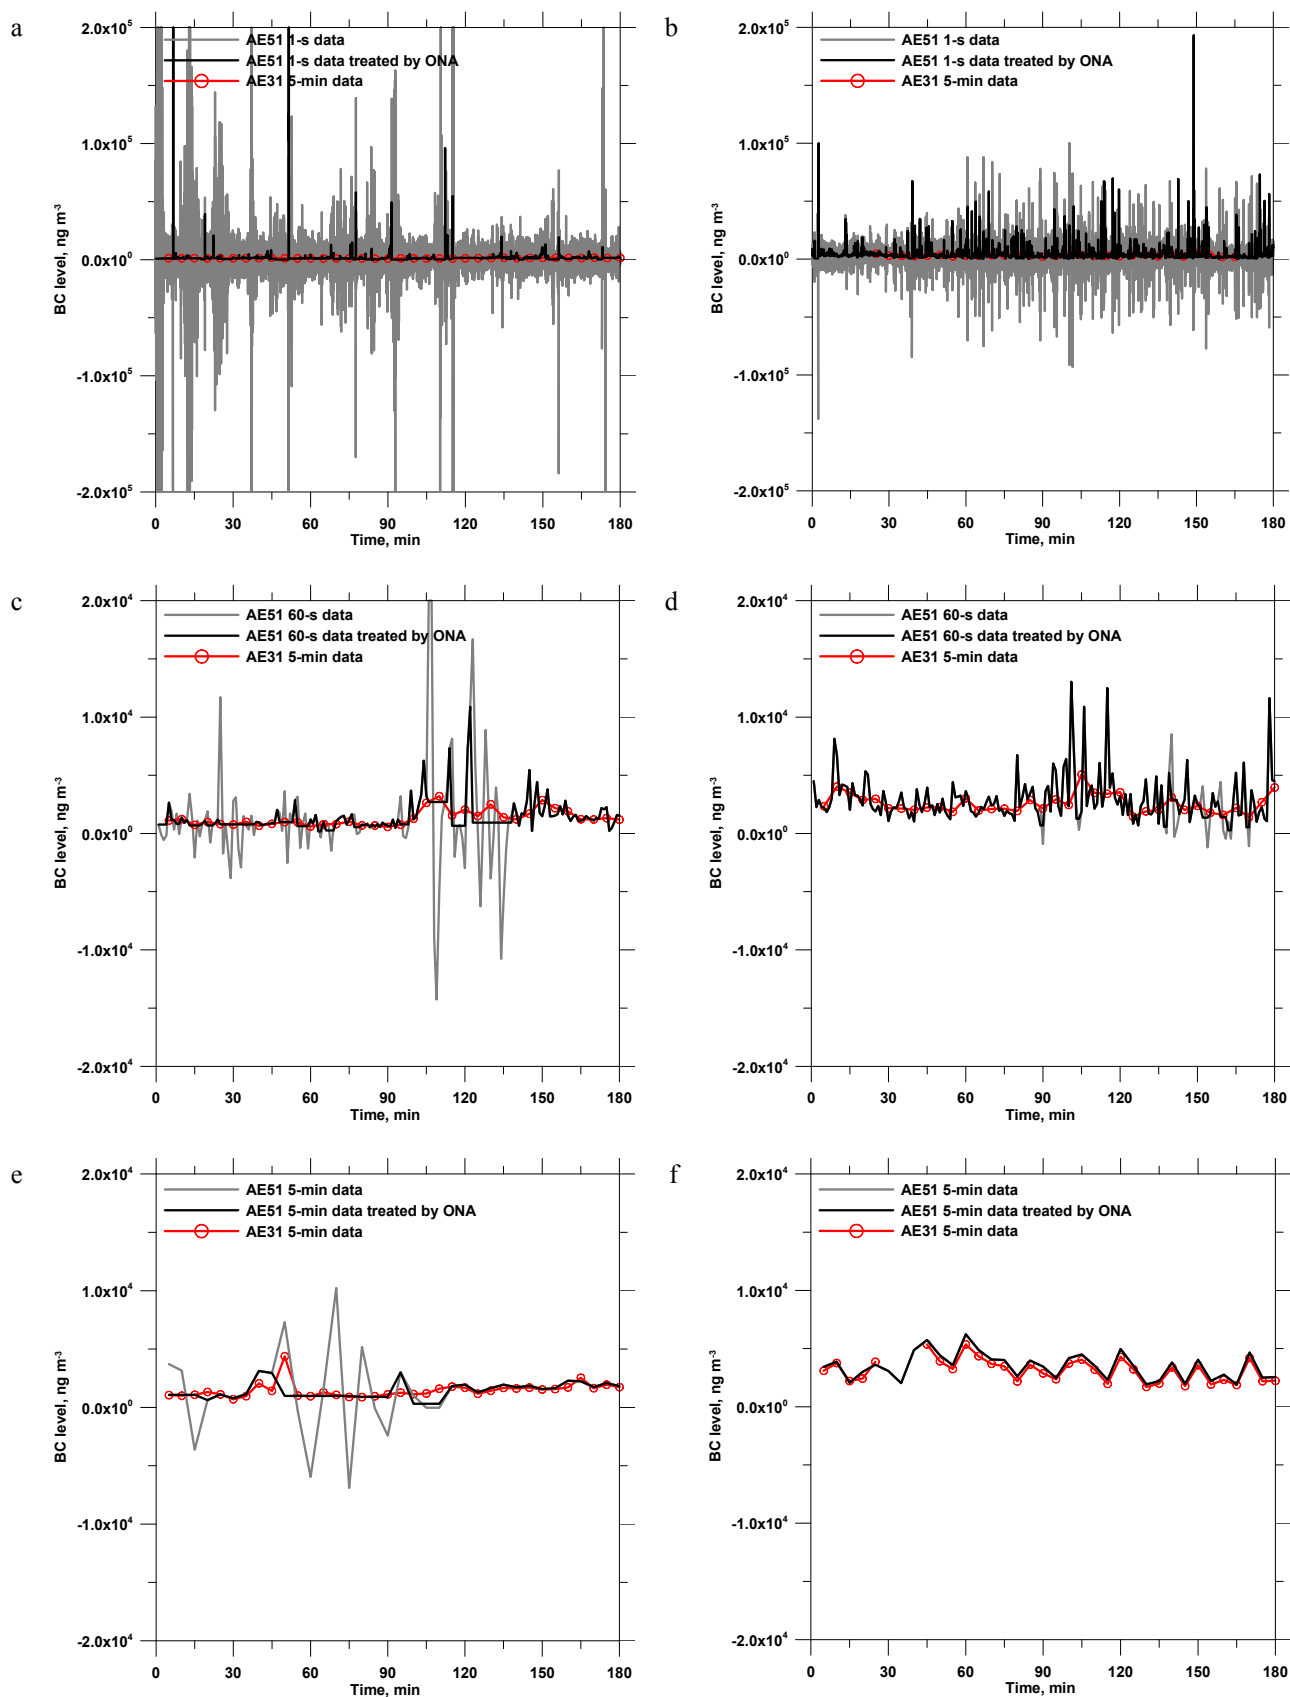 a
2.0x10⁵
AE51 1-s data
AE51 1-s data treated by ONA
AE31 5-min data
1.0x10⁵
0.0x10⁰
-1.0x10⁵
-2.0x10⁵
BC level, ng m⁻³
0 30 60 90 120 150 180
Time, min
b
2.0x10⁵
AE51 1-s data
AE51 1-s data treated by ONA
AE31 5-min data
1.0x10⁵
0.0x10⁰
-1.0x10⁵
-2.0x10⁵
BC level, ng m⁻³
0 30 60 90 120 150 180
Time, min
c
2.0x10⁴
AE51 60-s data
AE51 60-s data treated by ONA
AE31 5-min data
1.0x10⁴
0.0x10⁰
-1.0x10⁴
-2.0x10⁴
BC level, ng m⁻³
0 30 60 90 120 150 180
Time, min
d
2.0x10⁴
AE51 60-s data
AE51 60-s data treated by ONA
AE31 5-min data
1.0x10⁴
0.0x10⁰
-1.0x10⁴
-2.0x10⁴
BC level, ng m⁻³
0 30 60 90 120 150 180
Time, min
e
2.0x10⁴
AE51 5-min data
AE51 5-min data treated by ONA
AE31 5-min data
1.0x10⁴
0.0x10⁰
-1.0x10⁴
-2.0x10⁴
BC level, ng m⁻³
0 30 60 90 120 150 180
Time, min
f
2.0x10⁴
AE51 5-min data
AE51 5-min data treated by ONA
AE31 5-min data
1.0x10⁴
0.0x10⁰
-1.0x10⁴
-2.0x10⁴
BC level, ng m⁻³
0 30 60 90 120 150 180
Time, min